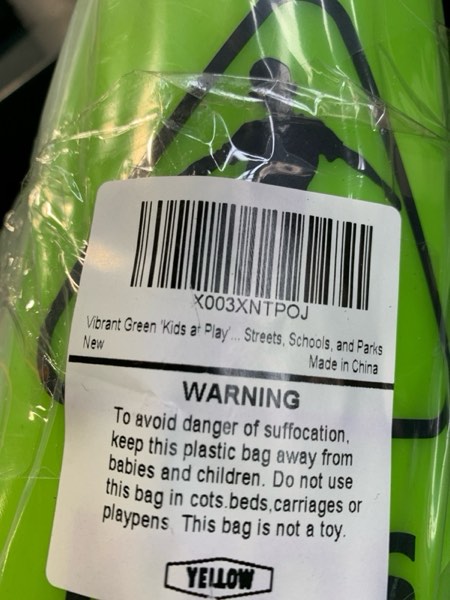 X003XNTPOJ
Vibrant Green 'Kids at Play'... Streets, Schools, and Parks
New
Made in China
WARNING
To avoid danger of suffocation,
keep this plastic bag away from
babies and children. Do not use
this bag in cots.beds,carriages or
playpens. This bag is not a toy.
YELLOW